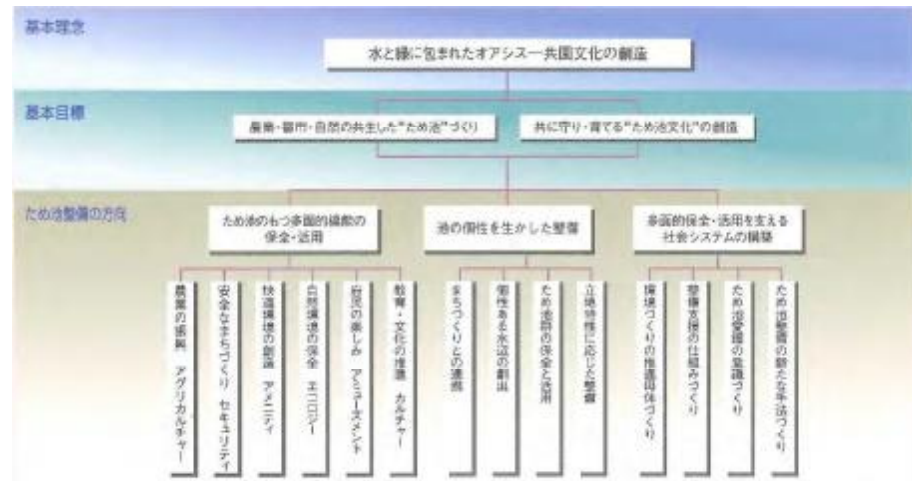 基本理念
水と緑に包まれたオアシス―共園文化の創造
基本目標
農業・都市・自然の共生した“ため池”づくり
共に守り・育てる“ため池文化”の創造
ため池整備の方向
ため池のもつ多面的機能の
保全・活用
池の個性を生かした整備
多面的保全・活用を支える
社会システムの構築
農業の振興　アグリカルチャー
安全なまちづくり　セキュリティ
快適環境の創造　アメニティ
自然環境の保全　エコロジー
府民の楽しみ　アミューズメント
教育・文化の推進　カルチャー
まちづくりとの連携
個性ある水辺の創出
ため池群の保全と活用
立地特性に応じた整備
環境づくりの推進母体づくり
整備支援の仕組みづくり
ため池愛護の意識づくり
ため池整備の新たな手法づくり